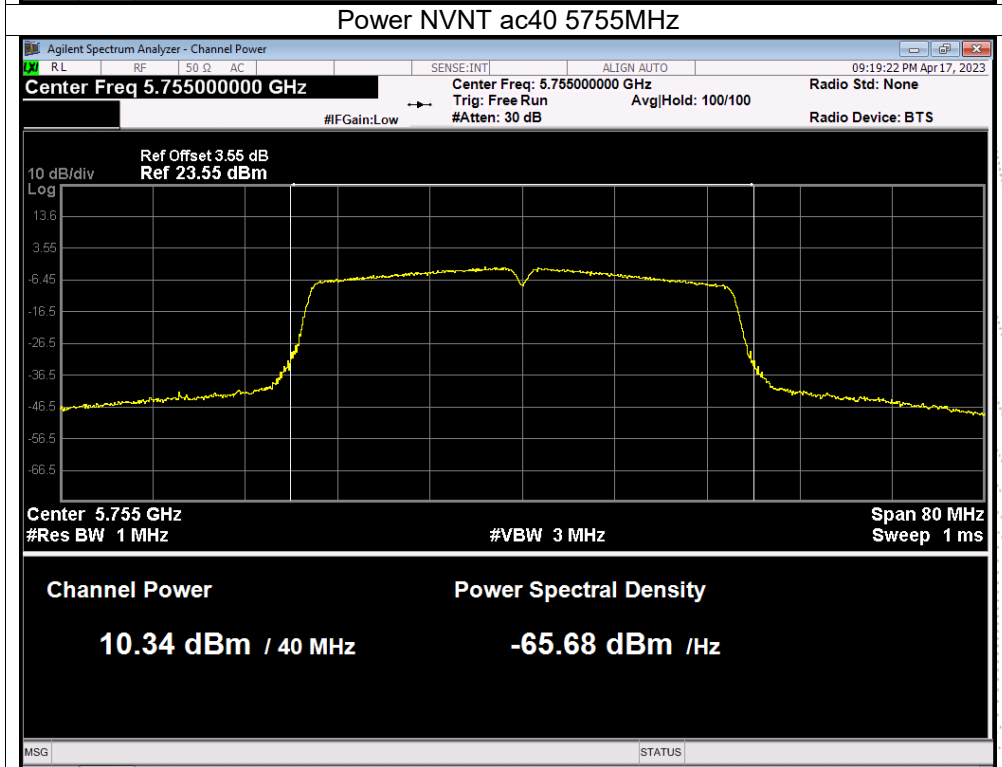 Power NVNT ac40 5755MHz
Agilent Spectrum Analyzer - Channel Power
LXI RL RF 50 Ω AC SENSE:INT ALIGN AUTO 09:19:22 PM Apr 17, 2023
Center Freq 5.755000000 GHz Center Freq: 5.755000000 GHz Radio Std: None
Trig: Free Run Avg|Hold: 100/100
#IFGain:Low #Atten: 30 dB Radio Device: BTS
Ref Offset 3.55 dB
10 dB/div Ref 23.55 dBm
Log
13.6
3.55
-6.45
-16.5
-26.5
-36.5
-46.5
-56.5
-66.5
Center 5.755 GHz Span 80 MHz
#Res BW 1 MHz #VBW 3 MHz Sweep 1 ms
Channel Power Power Spectral Density
10.34 dBm / 40 MHz -65.68 dBm /Hz
MSG STATUS